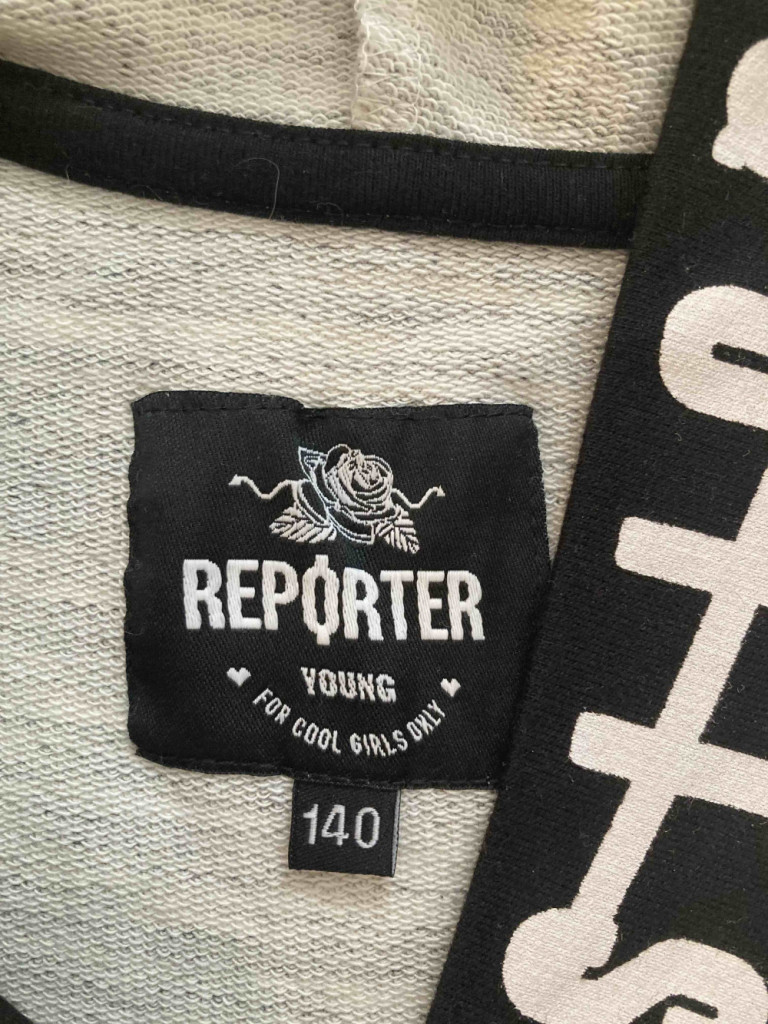 REPØRTER
YOUNG
FOR COOL GIRLS ONLY
140